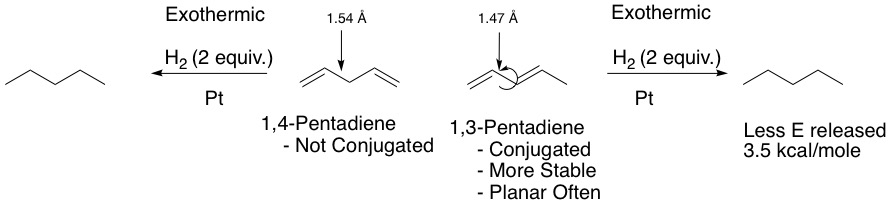 Exothermic
H₂ (2 equiv.)
Pt
1.54 Å
1,4-Pentadiene
- Not Conjugated
1.47 Å
1,3-Pentadiene
- Conjugated
- More Stable
- Planar Often
Exothermic
H₂ (2 equiv.)
Pt
Less E released
3.5 kcal/mole